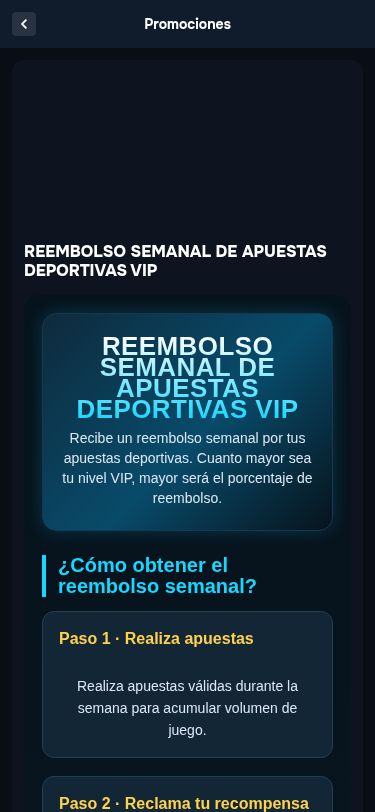 Promociones
REEMBOLSO SEMANAL DE APUESTAS
DEPORTIVAS VIP
REEMBOLSO
SEMANAL DE
APUESTAS
DEPORTIVAS VIP
Recibe un reembolso semanal por tus
apuestas deportivas. Cuanto mayor sea
tu nivel VIP, mayor será el porcentaje de
reembolso.
¿Cómo obtener el
reembolso semanal?
Paso 1 · Realiza apuestas
Realiza apuestas válidas durante la
semana para acumular volumen de
juego.
Paso 2 · Reclama tu recompensa